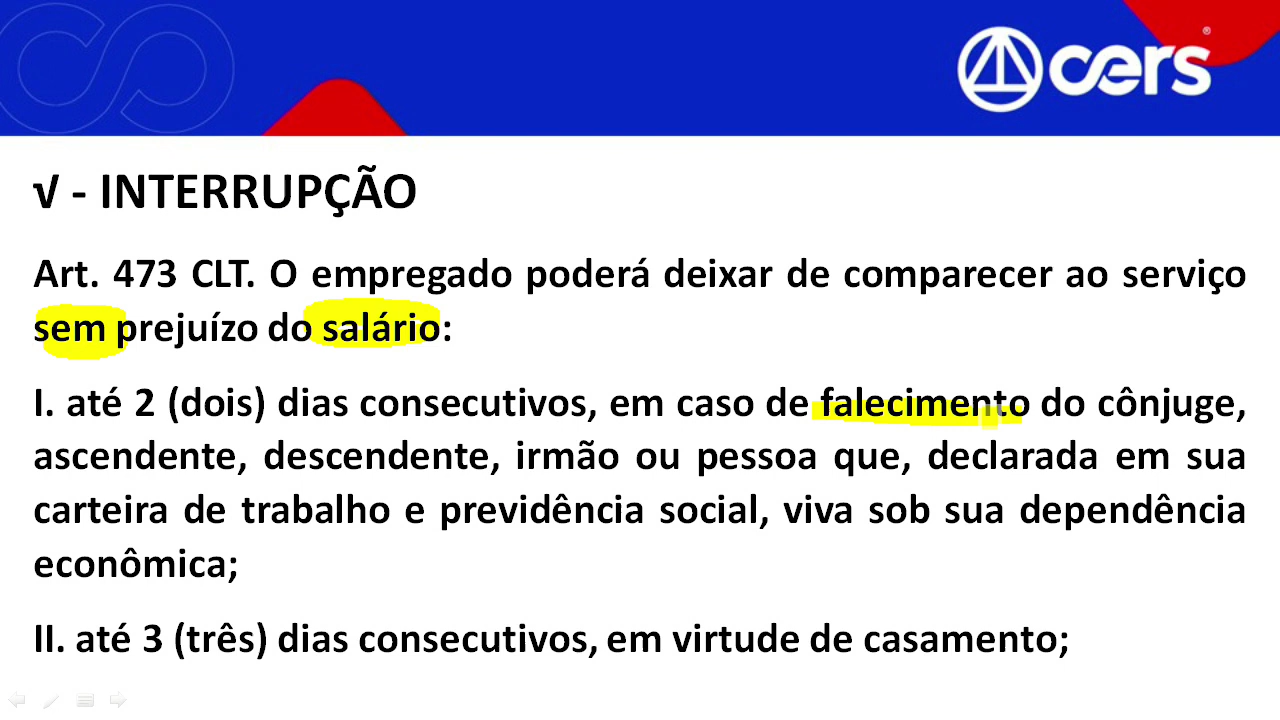 cers®
√ - INTERRUPÇÃO
Art. 473 CLT. O empregado poderá deixar de comparecer ao serviço
sem prejuízo do salário:
I. até 2 (dois) dias consecutivos, em caso de falecimento do cônjuge,
ascendente, descendente, irmão ou pessoa que, declarada em sua
carteira de trabalho e previdência social, viva sob sua dependência
econômica;
II. até 3 (três) dias consecutivos, em virtude de casamento;